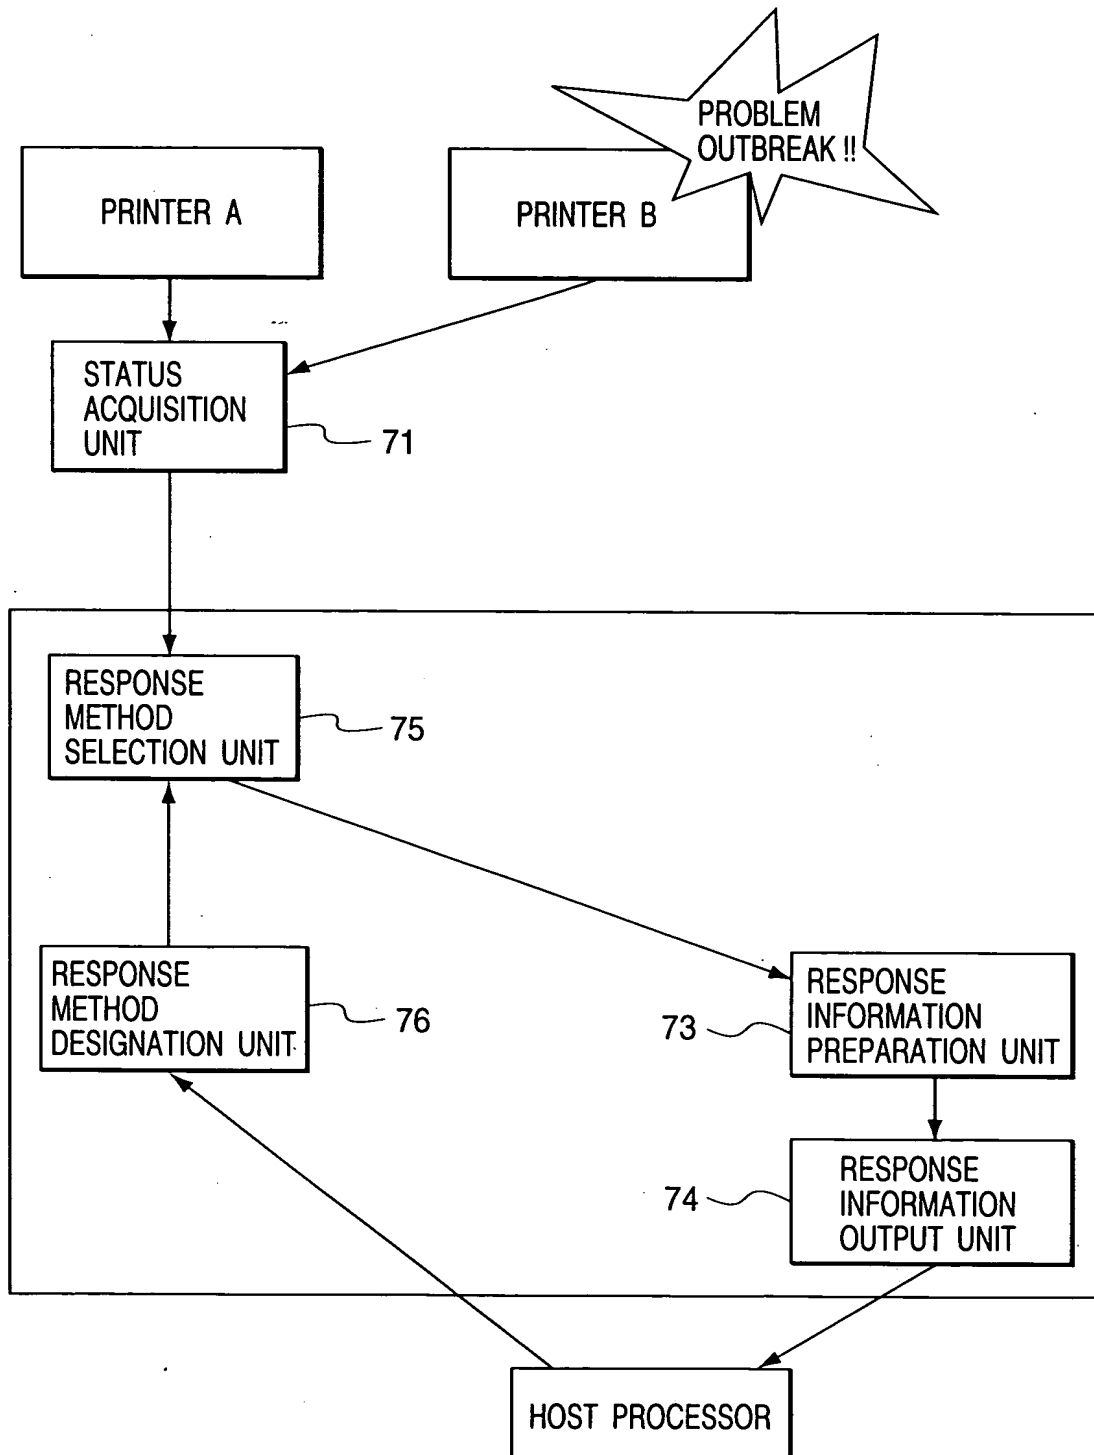 PROBLEM
OUTBREAK !!
PRINTER A
PRINTER B
STATUS
ACQUISITION
UNIT
71
RESPONSE
METHOD
SELECTION UNIT
75
RESPONSE
METHOD
DESIGNATION UNIT
76
73
RESPONSE
INFORMATION
PREPARATION UNIT
74
RESPONSE
INFORMATION
OUTPUT UNIT
HOST PROCESSOR